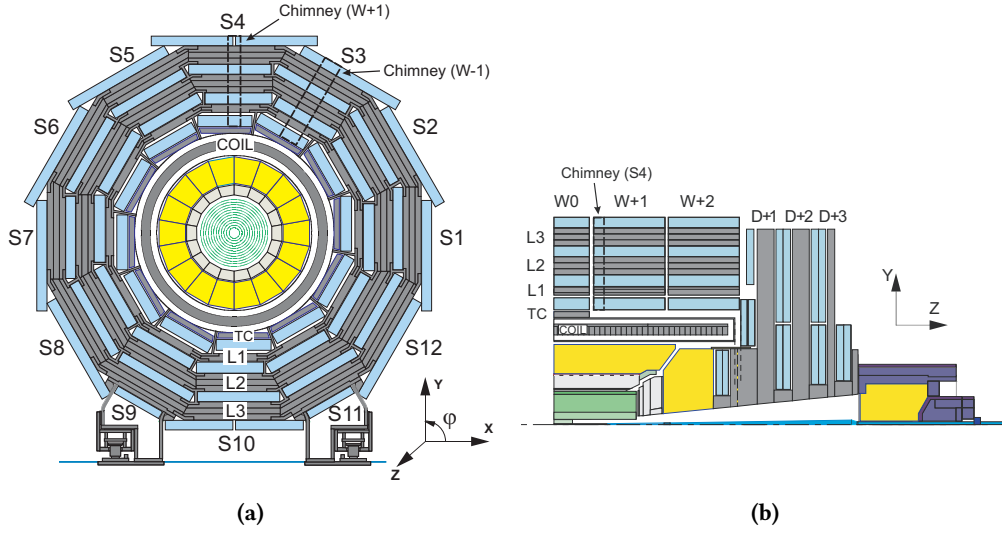 S4
Chimney (W+1)
S5
S3
Chimney (W-1)
S6
S2
COIL
S7
S1
TC
L1
S8
S12
L2
L3
S9
S11
S10
Y
φ
X
Z
(a)
Chimney (S4)
W0
W+1
W+2
D+1
D+2
D+3
L3
L2
L1
TC
COIL
Y
Z
(b)